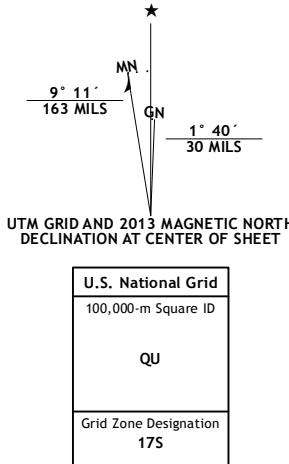 ★
MN
9° 11´
163 MILS
GN
1° 40´
30 MILS
UTM GRID AND 2013 MAGNETIC NORTH
DECLINATION AT CENTER OF SHEET
U.S. National Grid
100,000-m Square ID
QU
Grid Zone Designation
17S